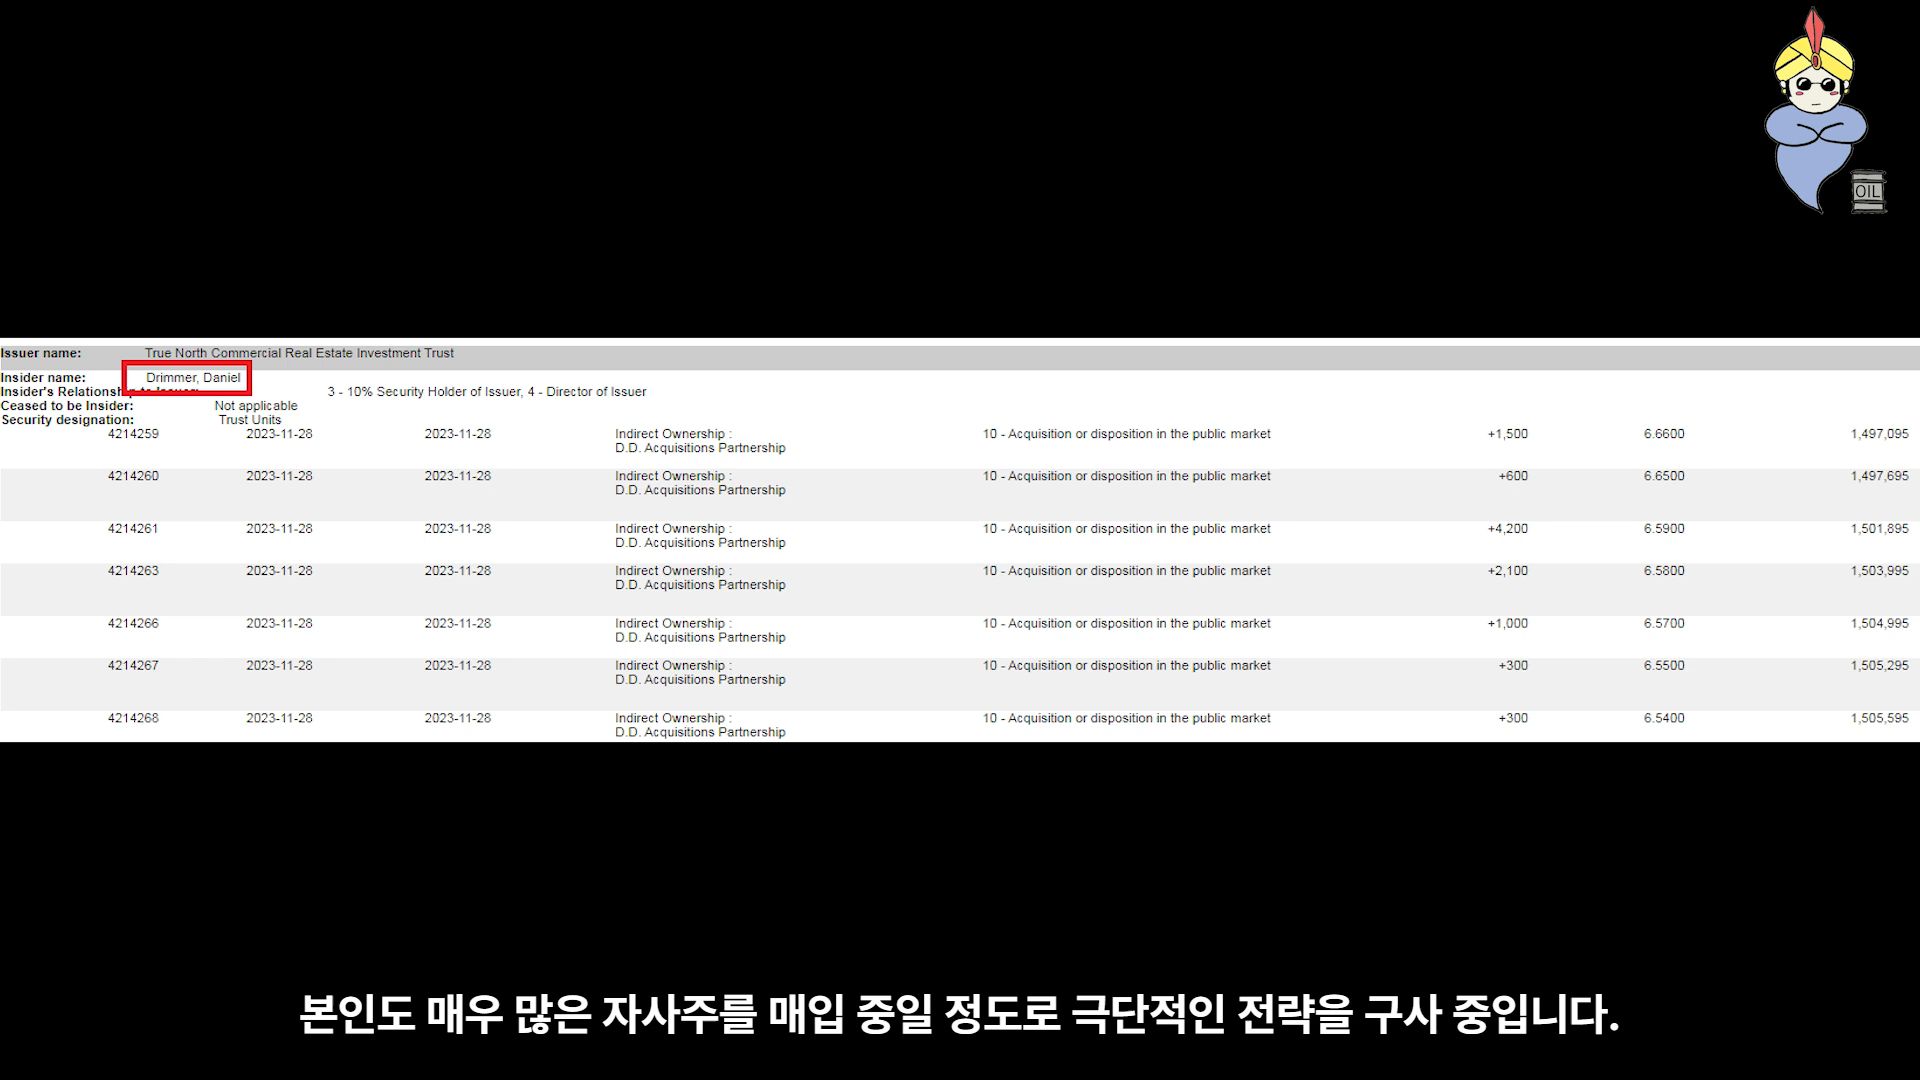 OIL
Issuer name: True North Commercial Real Estate Investment Trust
Insider name: Drimmer, Daniel
Insider's Relationship to Issuer: 3 - 10% Security Holder of Issuer, 4 - Director of Issuer
Ceased to be Insider: Not applicable
Security designation: Trust Units
4214259 2023-11-28 2023-11-28 Indirect Ownership : 10 - Acquisition or disposition in the public market +1,500 6.6600 1,497,095
D.D. Acquisitions Partnership
4214260 2023-11-28 2023-11-28 Indirect Ownership : 10 - Acquisition or disposition in the public market +600 6.6500 1,497,695
D.D. Acquisitions Partnership
4214261 2023-11-28 2023-11-28 Indirect Ownership : 10 - Acquisition or disposition in the public market +4,200 6.5900 1,501,895
D.D. Acquisitions Partnership
4214263 2023-11-28 2023-11-28 Indirect Ownership : 10 - Acquisition or disposition in the public market +2,100 6.5800 1,503,995
D.D. Acquisitions Partnership
4214266 2023-11-28 2023-11-28 Indirect Ownership : 10 - Acquisition or disposition in the public market +1,000 6.5700 1,504,995
D.D. Acquisitions Partnership
4214267 2023-11-28 2023-11-28 Indirect Ownership : 10 - Acquisition or disposition in the public market +300 6.5500 1,505,295
D.D. Acquisitions Partnership
4214268 2023-11-28 2023-11-28 Indirect Ownership : 10 - Acquisition or disposition in the public market +300 6.5400 1,505,595
D.D. Acquisitions Partnership
본인도 매우 많은 자사주를 매입 중일 정도로 극단적인 전략을 구사 중입니다.